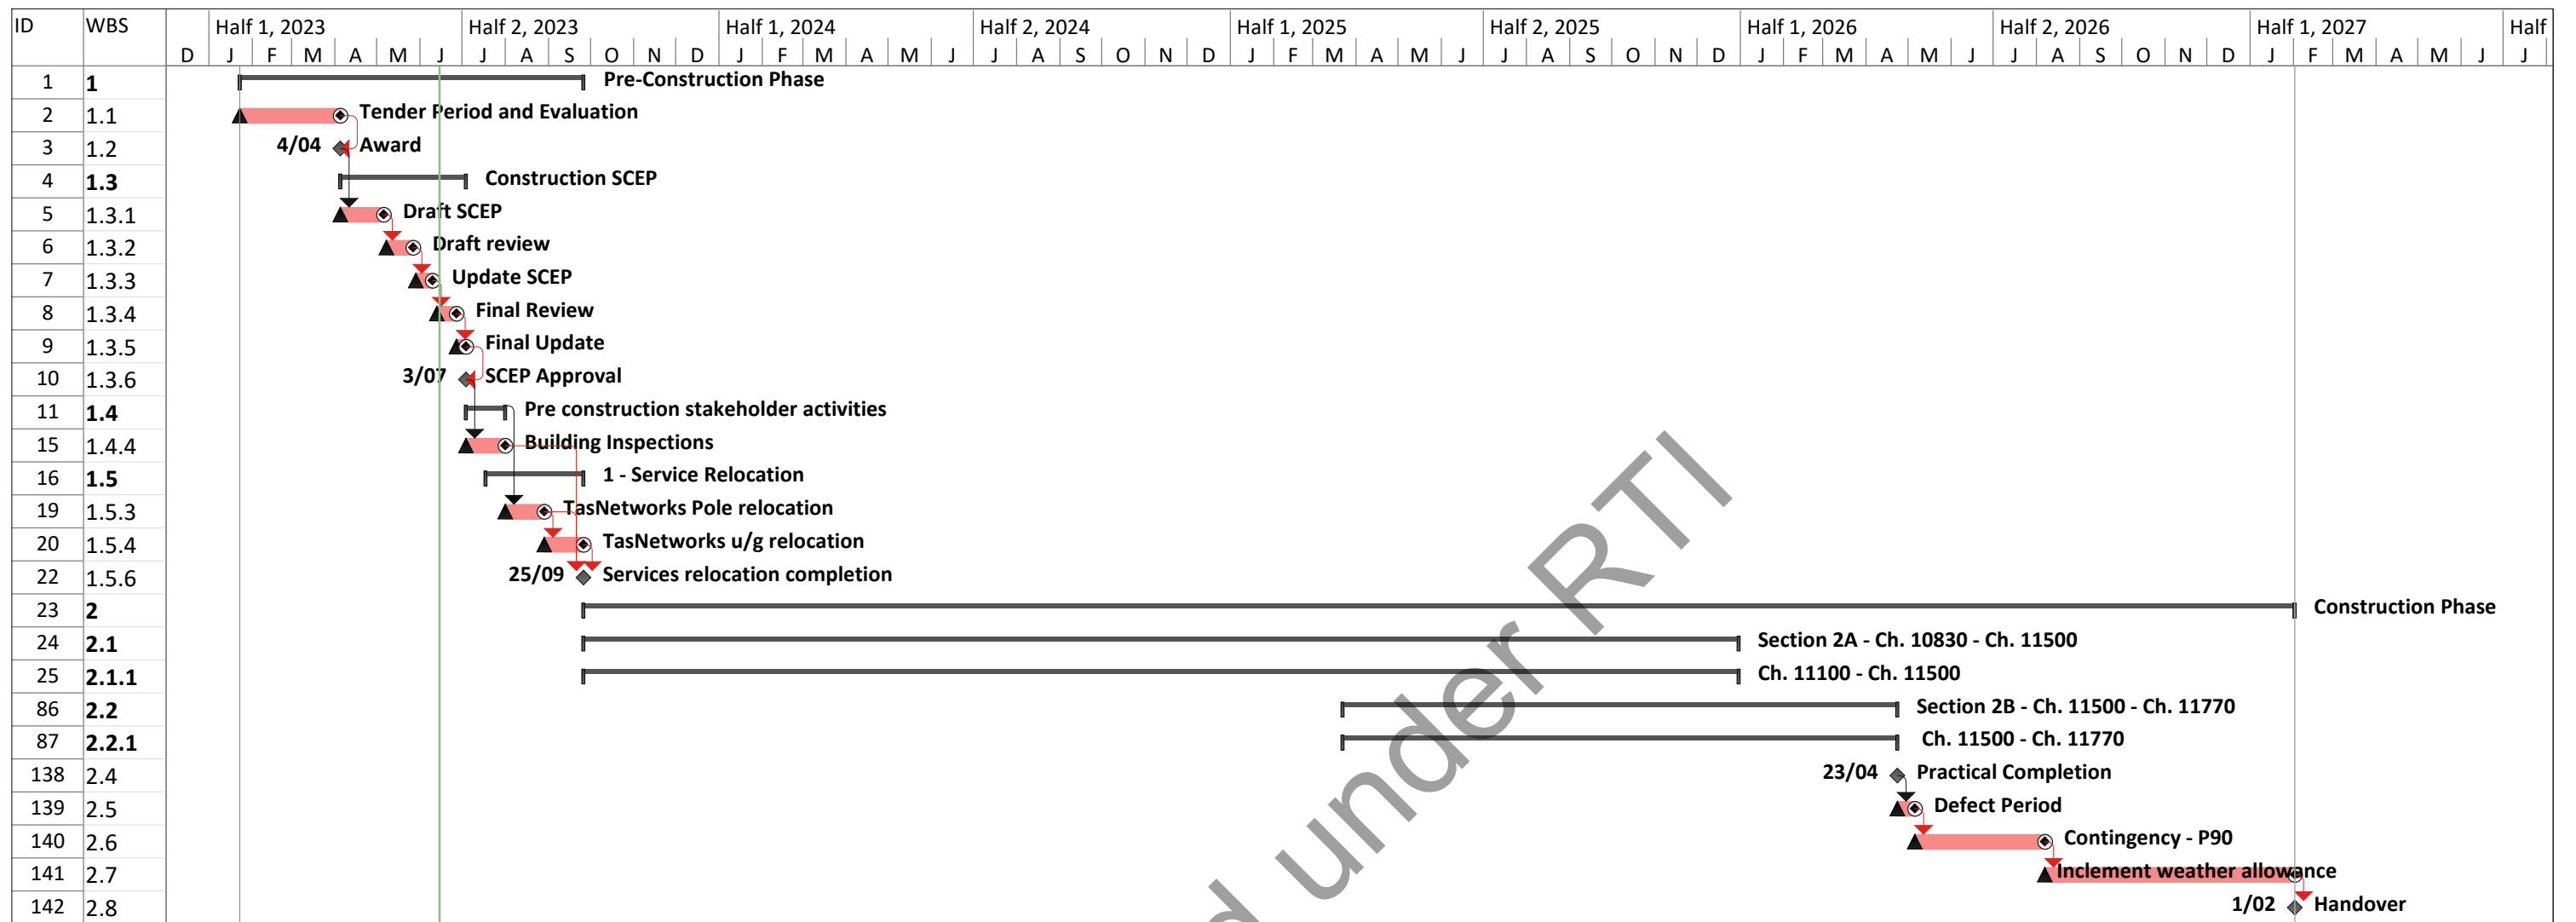 ID WBS Half 1, 2023 Half 2, 2023 Half 1, 2024 Half 2, 2024 Half 1, 2025 Half 2, 2025 Half 1, 2026 Half 2, 2026 Half 1, 2027 Half
D J F M A M J J A S O N D J F M A M J J A S O N D J F M A M J J A S O N D J F M A M J J A S O N D J F M A M J J
1 1 Pre-Construction Phase
2 1.1 Tender Period and Evaluation
3 1.2 4/04 Award
4 1.3 Construction SCEP
5 1.3.1 Draft SCEP
6 1.3.2 Draft review
7 1.3.3 Update SCEP
8 1.3.4 Final Review
9 1.3.5 Final Update
10 1.3.6 3/07 SCEP Approval
11 1.4 Pre construction stakeholder activities
15 1.4.4 Building Inspections
16 1.5 1 - Service Relocation
19 1.5.3 TasNetworks Pole relocation
20 1.5.4 TasNetworks u/g relocation
22 1.5.6 25/09 Services relocation completion
23 2 Construction Phase
24 2.1 Section 2A - Ch. 10830 - Ch. 11500
25 2.1.1 Ch. 11100 - Ch. 11500
86 2.2 Section 2B - Ch. 11500 - Ch. 11770
87 2.2.1 Ch. 11500 - Ch. 11770
138 2.4 23/04 Practical Completion
139 2.5 Defect Period
140 2.6 Contingency - P90
141 2.7 Inclement weather allowance
142 2.8 1/02 Handover
under RTI